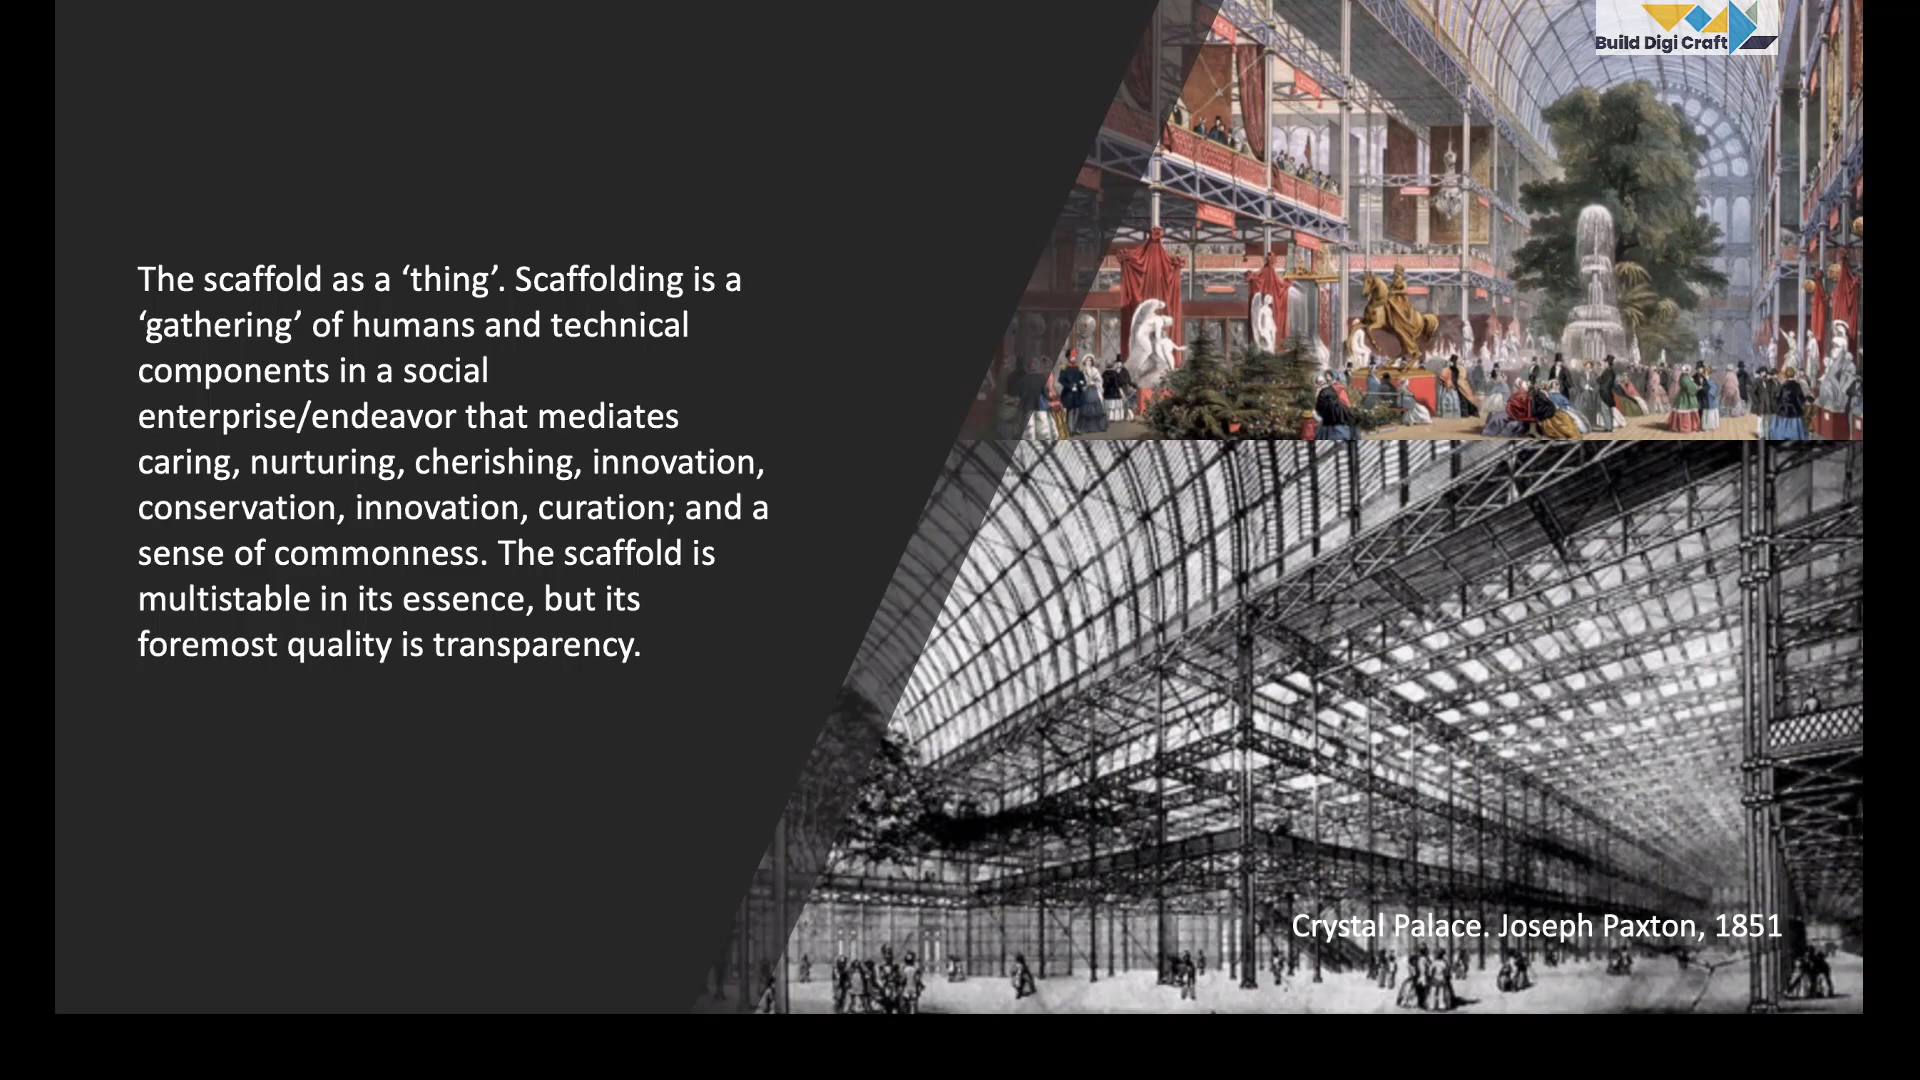 Build Digi Craft
The scaffold as a ‘thing’. Scaffolding is a
‘gathering’ of humans and technical
components in a social
enterprise/endeavor that mediates
caring, nurturing, cherishing, innovation,
conservation, innovation, curation; and a
sense of commonness. The scaffold is
multistable in its essence, but its
foremost quality is transparency.
Crystal Palace. Joseph Paxton, 1851